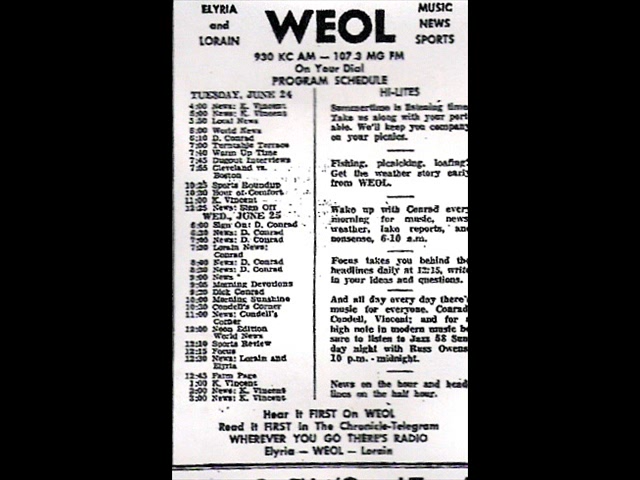 ELYRIA
and
LORAIN
WEOL
MUSIC
NEWS
SPORTS
930 KC AM — 107.3 MG FM
On Your Dial
PROGRAM SCHEDULE
TUESDAY, JUNE 24
4:00 News: K. Vincent
5:00 News: K. Vincent
5:50 Local News
6:00 World News
6:10 D. Conrad
7:00 Turntable Terrace
7:40 Warm Up Time
7:45 Dugout Interviews
7:55 Cleveland vs.
Boston
10:25 Sports Roundup
10:30 Hour of Comfort
11:00 K. Vincent
12:25 News: Sign Off
WED., JUNE 25
6:00 Sign On: D. Conrad
6:30 News: D. Conrad
7:00 News: D. Conrad
7:30 Lorain News:
Conrad
8:00 News: D. Conrad
8:30 News: D. Conrad
9:00 News
9:05 Morning Devotions
9:20 Dick Conrad
10:00 Morning Sunshine
10:30 Condell's Corner
11:00 News: Condell's
Corner
12:00 Noon Edition
World News
12:10 Sports Review
12:15 Focus
12:30 News: Lorain and
Elyria
12:45 Farm Page
1:00 K. Vincent
2:00 News: K. Vincent
3:00 News: K. Vincent
HI-LITES
Summertime is listening time
Take us along with your port
able. We'll keep you company
on your picnics.
Fishing, picnicking, loafing?
Get the weather story early
from WEOL.
Wake up with Conrad every
morning for music, news
weather, lake reports, and
nonsense, 6-10 a.m.
Focus takes you behind the
headlines daily at 12:15, write
in your ideas and questions.
And all day every day there's
music for everyone. Conrad
Condell, Vincent; and for a
high note in modern music be
sure to listen to Jazz 58 Sun
day night with Russ Owens
10 p.m. - midnight.
News on the hour and head
lines on the half hour.
Hear It FIRST On WEOL
Read it FIRST In The Chronicle-Telegram
WHEREVER YOU GO THERE'S RADIO
Elyria — WEOL — Lorain